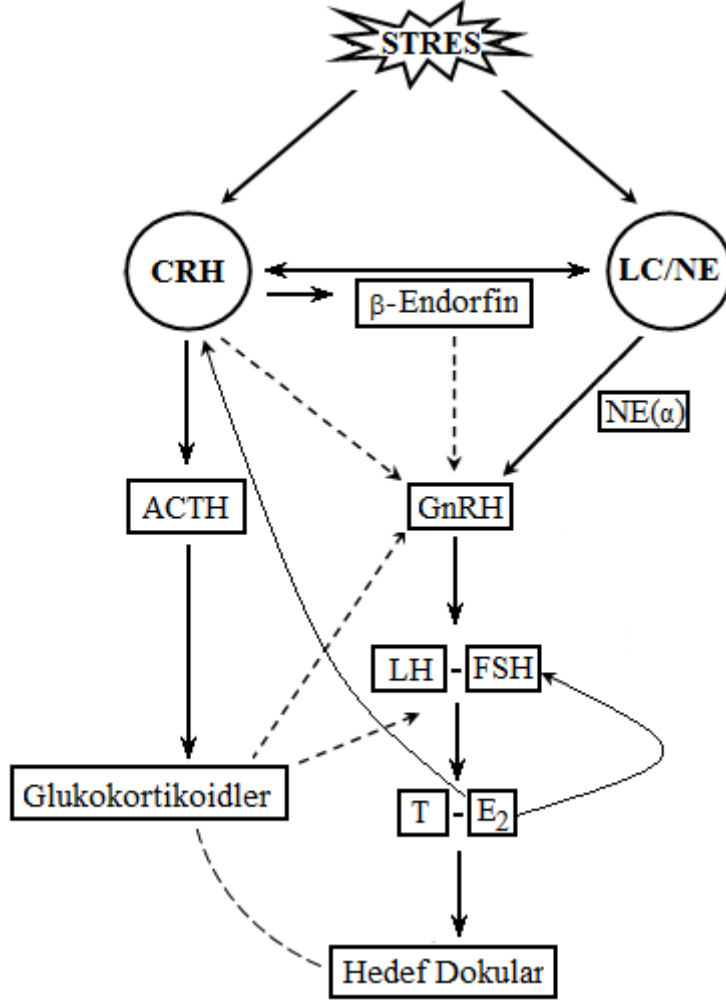 STRES
CRH
LC/NE
β-Endorfin
NE(α)
ACTH
GnRH
LH - FSH
Glukokortikoidler
T - E₂
Hedef Dokular